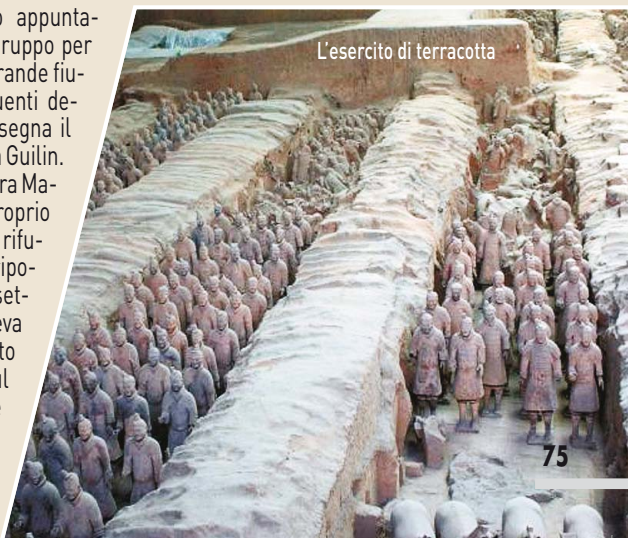 appunta-
ruppo per
rande fiu-
uenti de-
segna il
Guilin.
ra Ma-
roprio
rifu-
ipo-
set-
eva
to
L'esercito di terracotta
75